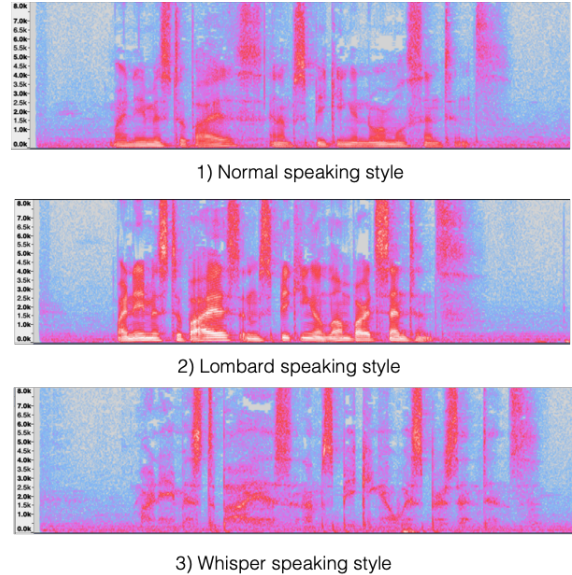 8.0k
7.5k
6.5k
6.0k
5.5k
5.0k
4.5k
4.0k
3.5k
3.0k
2.5k
2.0k
1.5k
1.0k
0.0k
1) Normal speaking style
8.0k
7.5k
6.5k
6.0k
5.5k
5.0k
4.5k
4.0k
3.5k
3.0k
2.5k
2.0k
1.5k
1.0k
0.0k
2) Lombard speaking style
8.0k
7.5k
6.5k
6.0k
5.5k
5.0k
4.5k
4.0k
3.5k
3.0k
2.5k
2.0k
1.5k
1.0k
0.0k
3) Whisper speaking style